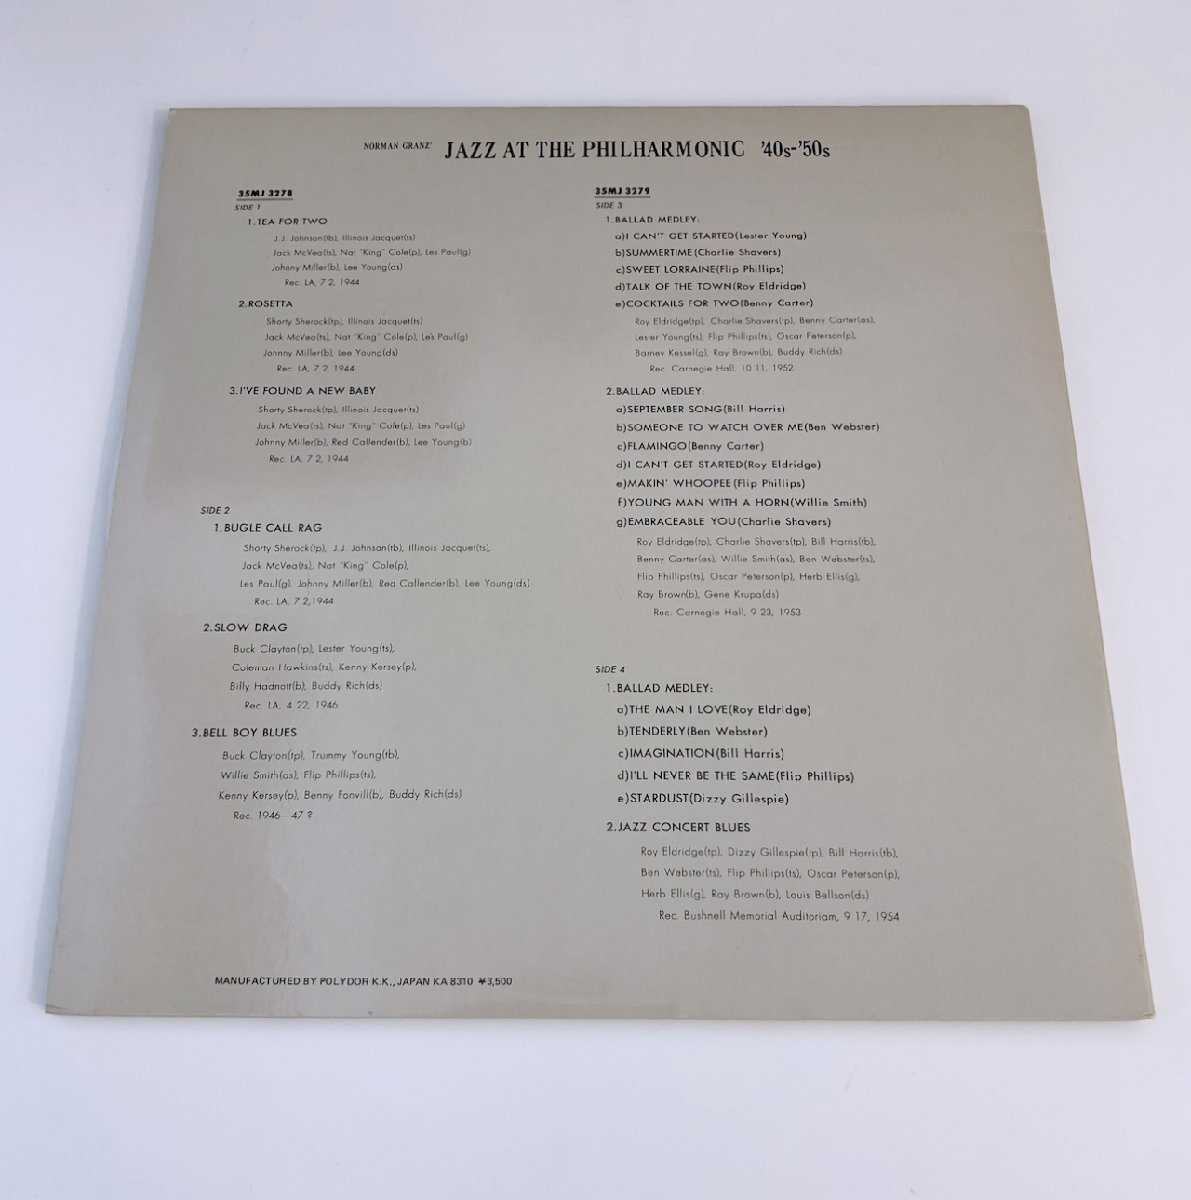 NORMAN GRANZ' JAZZ AT THE PHILHARMONIC '40s-'50s
35MJ 3278
SIDE 1
1.TEA FOR TWO
J.J. Johnson(tb), Illinois Jacquet(ts)
Jack McVea(ts), Nat "King" Cole(p), Les Paul(g)
Johnny Miller(b), Lee Young(ds)
Rec. LA, 7 2, 1944
2.ROSETTA
Shorty Sherock(tp), Illinois Jacquet(ts)
Jack McVea(ts), Nat "King" Cole(p), Les Paul(g)
Johnny Miller(b), Lee Young(ds)
Rec. LA, 7 2, 1944
3.I'VE FOUND A NEW BABY
Shorty Sherock(tp), Illinois Jacquet(ts)
Jack McVea(ts), Nat "King" Cole(p), Les Paul(g)
Johnny Miller(b), Red Callender(b), Lee Young(b)
Rec. LA, 7 2, 1944
SIDE 2
1.BUGLE CALL RAG
Shorty Sherock(tp), J.J. Johnson(tb), Illinois Jacquet(ts),
Jack McVea(ts), Nat "King" Cole(p),
Les Paul(g), Johnny Miller(b), Red Callender(b), Lee Young(ds)
Rec. LA, 7 2, 1944
2.SLOW DRAG
Buck Clayton(tp), Lester Young(ts),
Coleman Hawkins(ts), Kenny Kersey(p),
Billy Hadnott(b), Buddy Rich(ds)
Rec. LA, 4 22, 1946
3.BELL BOY BLUES
Buck Clayton(tp), Trummy Young(tb),
Willie Smith(as), Flip Phillips(ts),
Kenny Kersey(p), Benny Fonvill(b), Buddy Rich(ds)
Rec. 1946—47 ?
35MJ 3279
SIDE 3
1.BALLAD MEDLEY:
a)I CAN'T GET STARTED(Lester Young)
b)SUMMERTIME(Charlie Shavers)
c)SWEET LORRAINE(Flip Phillips)
d)TALK OF THE TOWN(Roy Eldridge)
e)COCKTAILS FOR TWO(Benny Carter)
Roy Eldridge(tp), Charlie Shavers(tp), Benny Carter(as),
Lester Young(ts), Flip Phillips(ts), Oscar Peterson(p),
Barney Kessel(g), Ray Brown(b), Buddy Rich(ds)
Rec. Carnegie Hall, 10 11, 1952
2.BALLAD MEDLEY:
a)SEPTEMBER SONG(Bill Harris)
b)SOMEONE TO WATCH OVER ME(Ben Webster)
c)FLAMINGO(Benny Carter)
d)I CAN'T GET STARTED(Roy Eldridge)
e)MAKIN' WHOOPEE(Flip Phillips)
f)YOUNG MAN WITH A HORN(Willie Smith)
g)EMBRACEABLE YOU(Charlie Shavers)
Roy Eldridge(tp), Charlie Shavers(tp), Bill Harris(tb),
Benny Carter(as), Willie Smith(as), Ben Webster(ts),
Flip Phillips(ts), Oscar Peterson(p), Herb Ellis(g),
Ray Brown(b), Gene Krupa(ds)
Rec. Carnegie Hall, 9 23, 1953
SIDE 4
1.BALLAD MEDLEY:
a)THE MAN I LOVE(Roy Eldridge)
b)TENDERLY(Ben Webster)
c)IMAGINATION(Bill Harris)
d)I'LL NEVER BE THE SAME(Flip Phillips)
e)STARDUST(Dizzy Gillespie)
2.JAZZ CONCERT BLUES
Roy Eldridge(tp), Dizzy Gillespie(tp), Bill Harris(tb),
Ben Webster(ts), Flip Phillips(ts), Oscar Peterson(p),
Herb Ellis(g), Ray Brown(b), Louis Bellson(ds)
Rec. Bushnell Memorial Auditoriam, 9 17, 1954
MANUFACTURED BY POLYDOR K.K., JAPAN KA 8310 ¥3,500